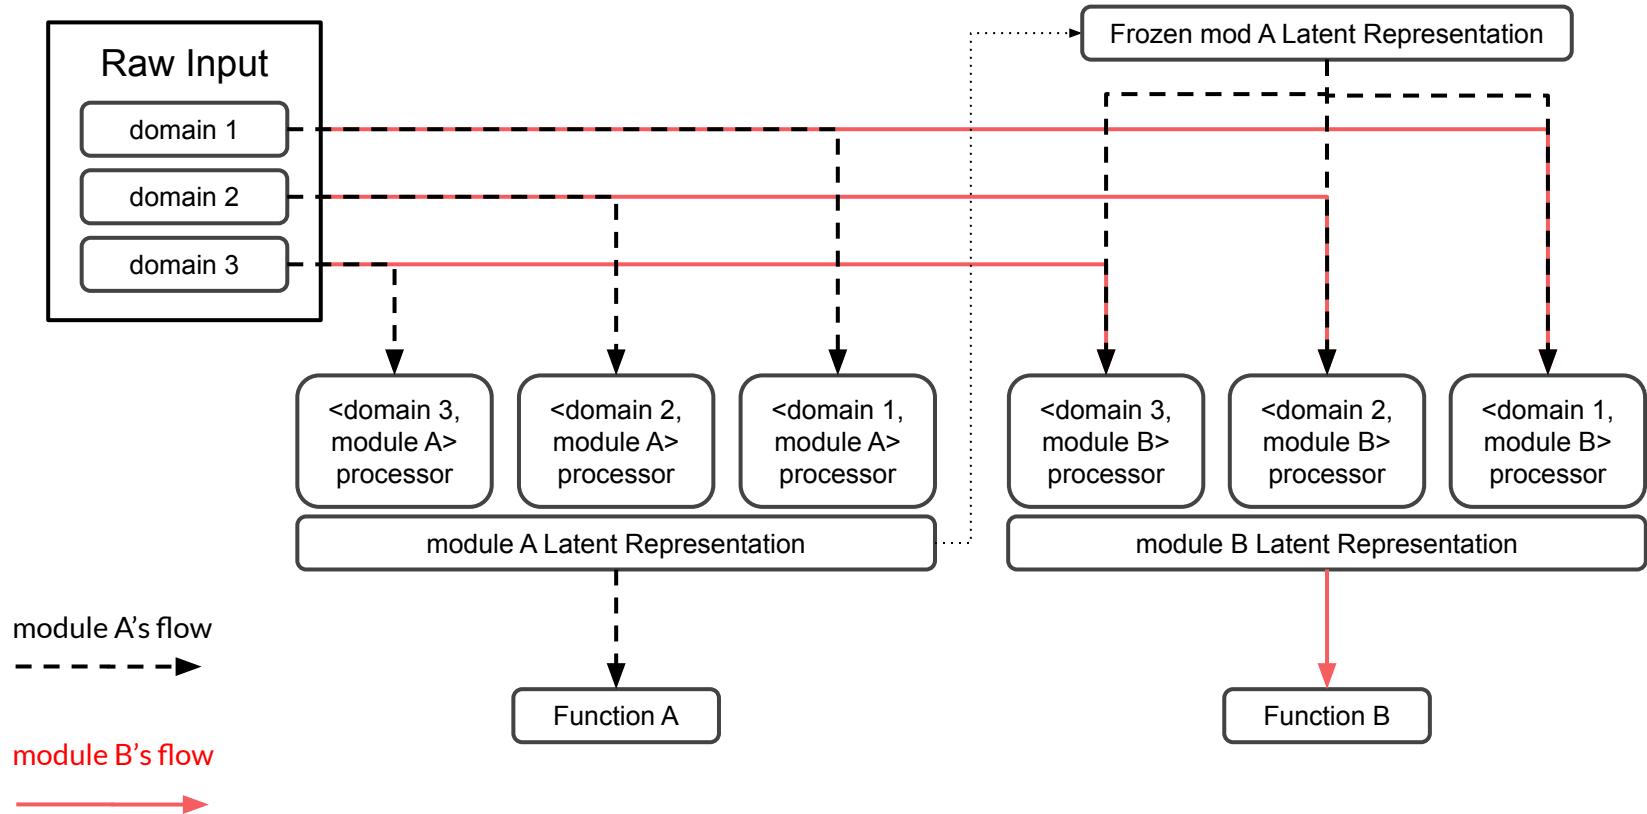 Frozen mod A Latent Representation
Raw Input
domain 1
domain 2
domain 3
<domain 3,
module A>
processor
<domain 2,
module A>
processor
<domain 1,
module A>
processor
<domain 3,
module B>
processor
<domain 2,
module B>
processor
<domain 1,
module B>
processor
module A Latent Representation
module B Latent Representation
module A’s flow
Function A
Function B
module B’s flow